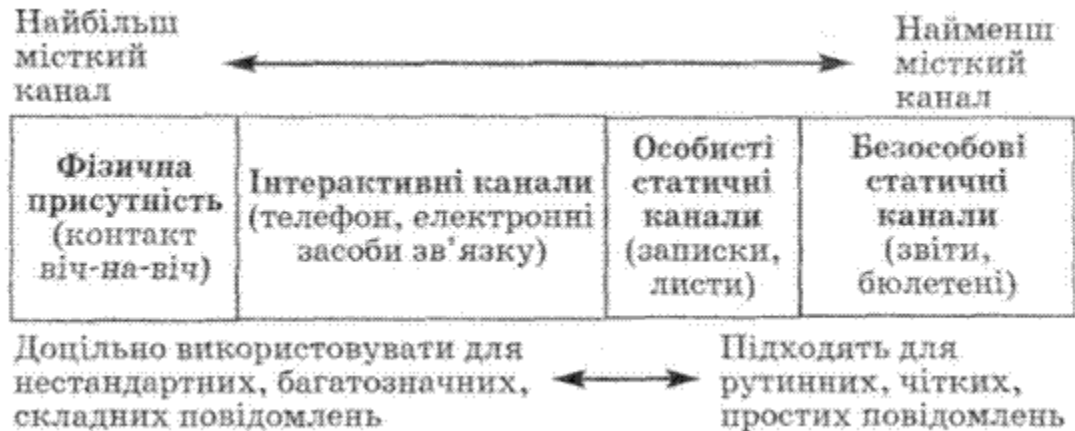 Найбільш
місткий
канал
Найменш
місткий
канал
Фізична
присутність
(контакт
віч-на-віч)
Інтерактивні канали
(телефон, електронні
засоби зв’язку)
Особисті
статичні
канали
(записки,
листи)
Безособові
статичні
канали
(звіти,
бюлетені)
Доцільно використовувати для
нестандартних, багатозначних,
складних повідомлень
Підходять для
рутинних, чітких,
простих повідомлень